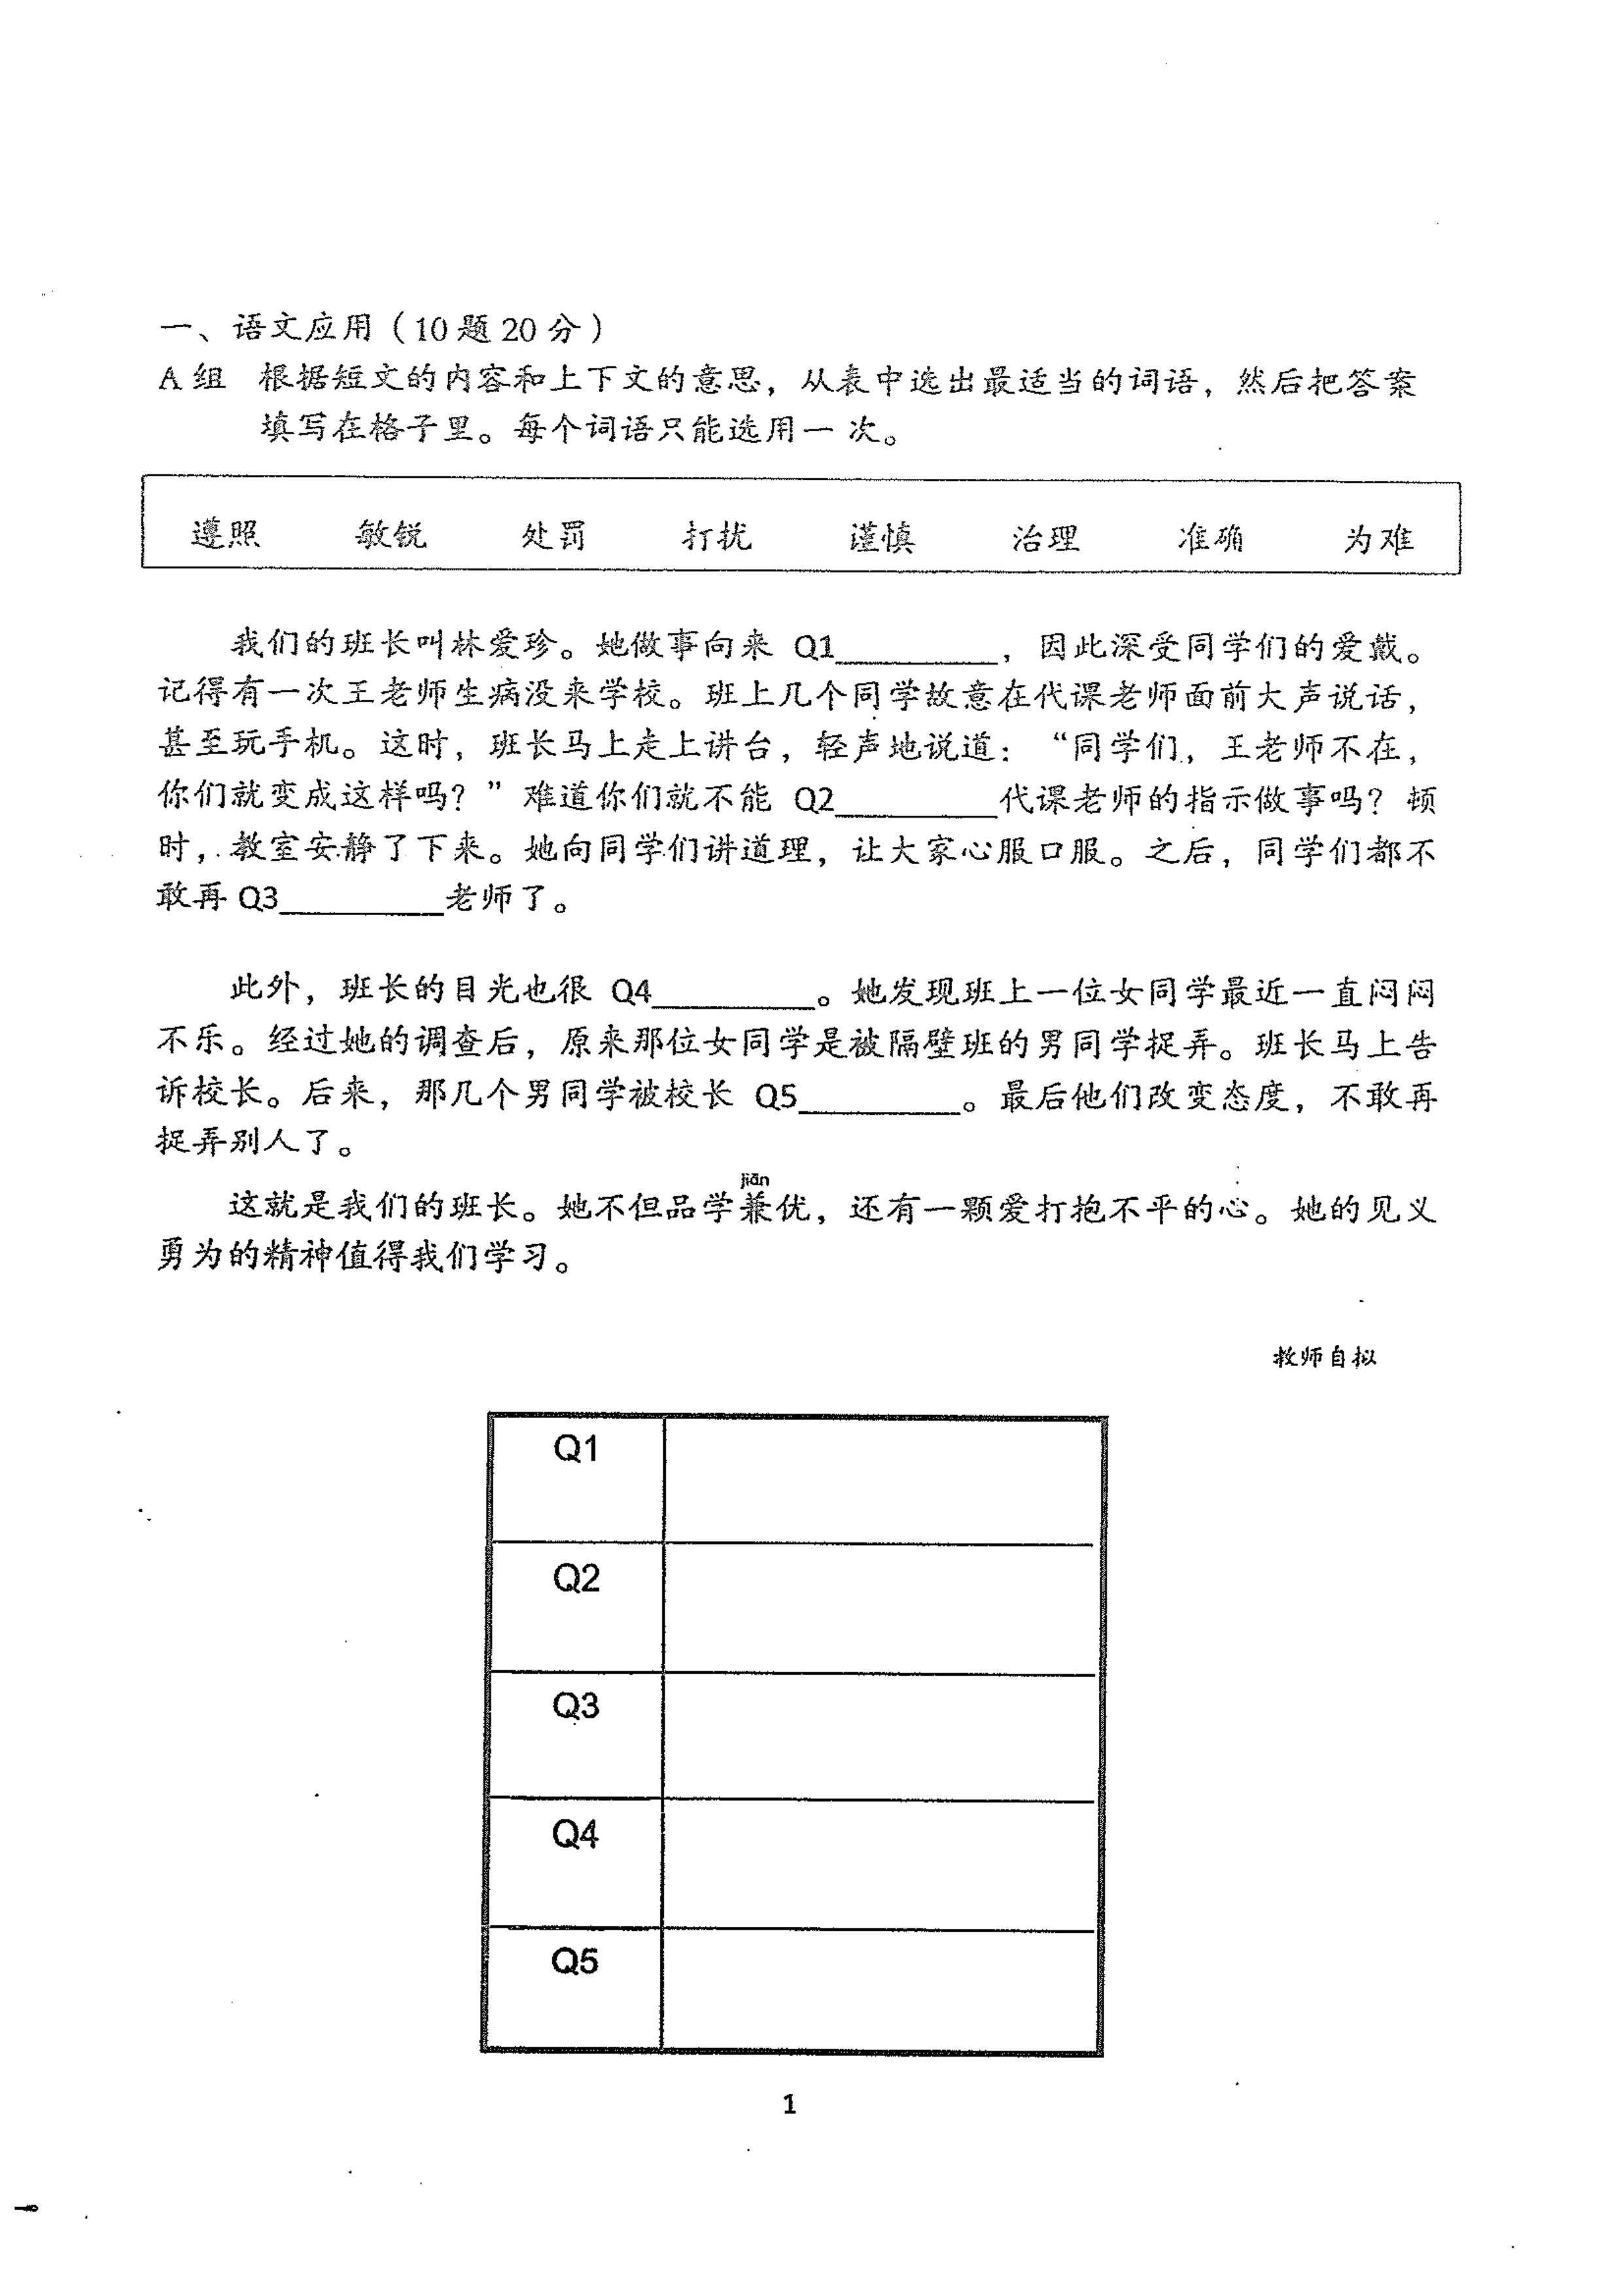 一、语文应用（10题20分）
A组 根据短文的内容和上下文的意思，从表中选出最适当的词语，然后把答案
填写在格子里。每个词语只能选用一次。
遵照 敏锐 处罚 打扰 谨慎 治理 准确 为难
我们的班长叫林爱珍。她做事向来 Q1_________，因此深受同学们的爱戴。
记得有一次王老师生病没来学校。班上几个同学故意在代课老师面前大声说话，
甚至玩手机。这时，班长马上走上讲台，轻声地说道：“同学们，王老师不在，
你们就变成这样吗？”难道你们就不能 Q2_________代课老师的指示做事吗？顿
时，教室安静了下来。她向同学们讲道理，让大家心服口服。之后，同学们都不
敢再 Q3_________老师了。
此外，班长的目光也很 Q4_________。她发现班上一位女同学最近一直闷闷
不乐。经过她的调查后，原来那位女同学是被隔壁班的男同学捉弄。班长马上告
诉校长。后来，那几个男同学被校长 Q5_________。最后他们改变态度，不敢再
捉弄别人了。
jiān
这就是我们的班长。她不但品学兼优，还有一颗爱打抱不平的心。她的见义
勇为的精神值得我们学习。
教师自拟
Q1
Q2
Q3
Q4
Q5
1